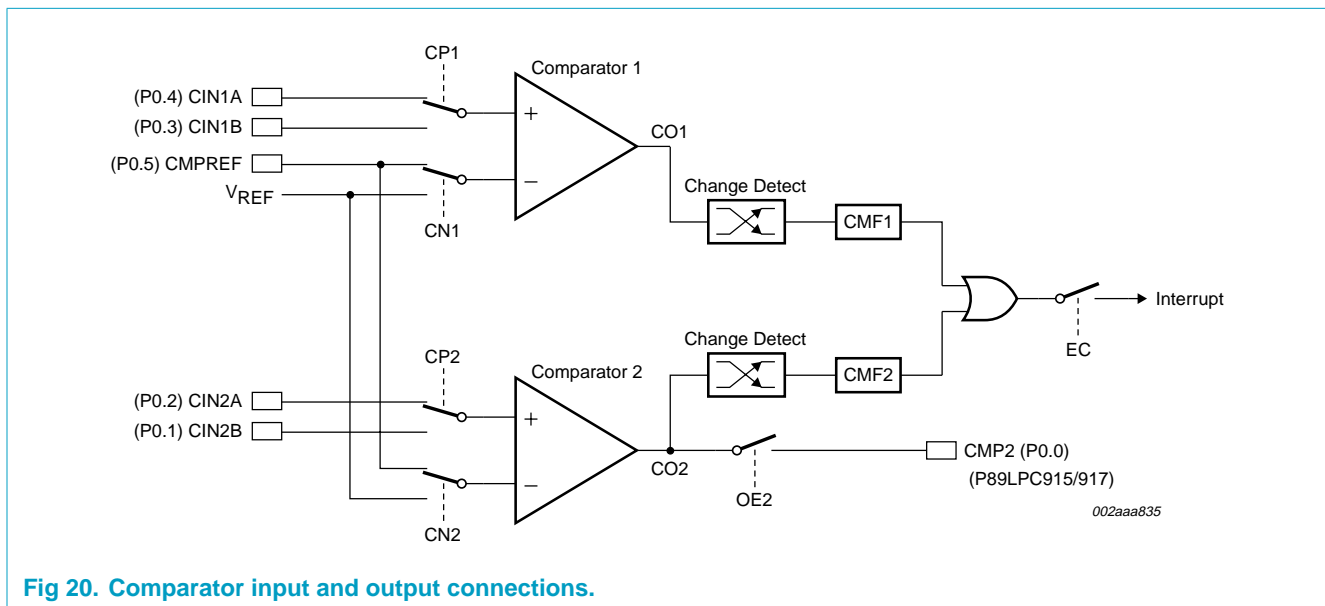 CP1
Comparator 1
(P0.4) CIN1A
+
(P0.3) CIN1B
CO1
(P0.5) CMPREF
−
Change Detect
VREF
CMF1
CN1
Interrupt
Change Detect
EC
CP2
Comparator 2
CMF2
(P0.2) CIN2A
+
(P0.1) CIN2B
CMP2 (P0.0)
CO2
(P89LPC915/917)
−
OE2
002aaa835
CN2
Fig 20. Comparator input and output connections.